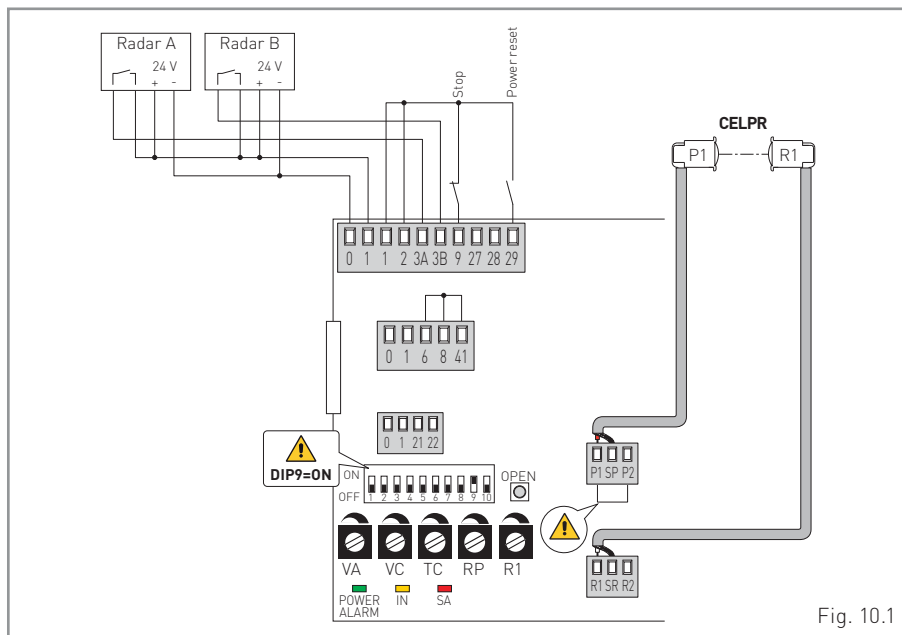 Radar A
24 V
+ -
Radar B
24 V
+ -
Stop
Power reset
CELPR
P1
R1
0 1 1 2 3A 3B 9 27 28 29
0 1 6 8 41
0 1 21 22
DIP9=ON
ON
OFF
1 2 3 4 5 6 7 8 9 10
OPEN
P1 SP P2
VA VC TC RP R1
POWER
ALARM
IN
SA
R1 SR R2
Fig. 10.1